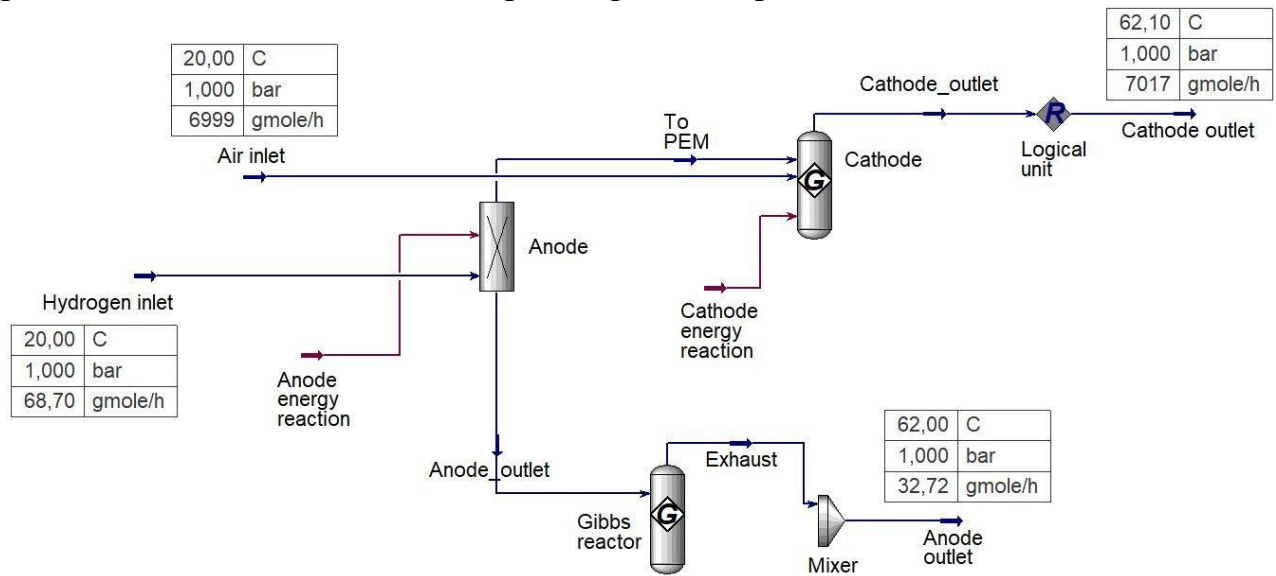 62,10 C
1,000 bar
7017 gmole/h
Cathode outlet
20,00 C
1,000 bar
6999 gmole/h
Air inlet
To
PEM
Cathode_outlet
R
Logical
unit
Cathode
G
Anode
Hydrogen inlet
20,00 C
1,000 bar
68,70 gmole/h
Anode
energy
reaction
Cathode
energy
reaction
Anode_outlet
Exhaust
G
Gibbs
reactor
Mixer
62,00 C
1,000 bar
32,72 gmole/h
Anode
outlet